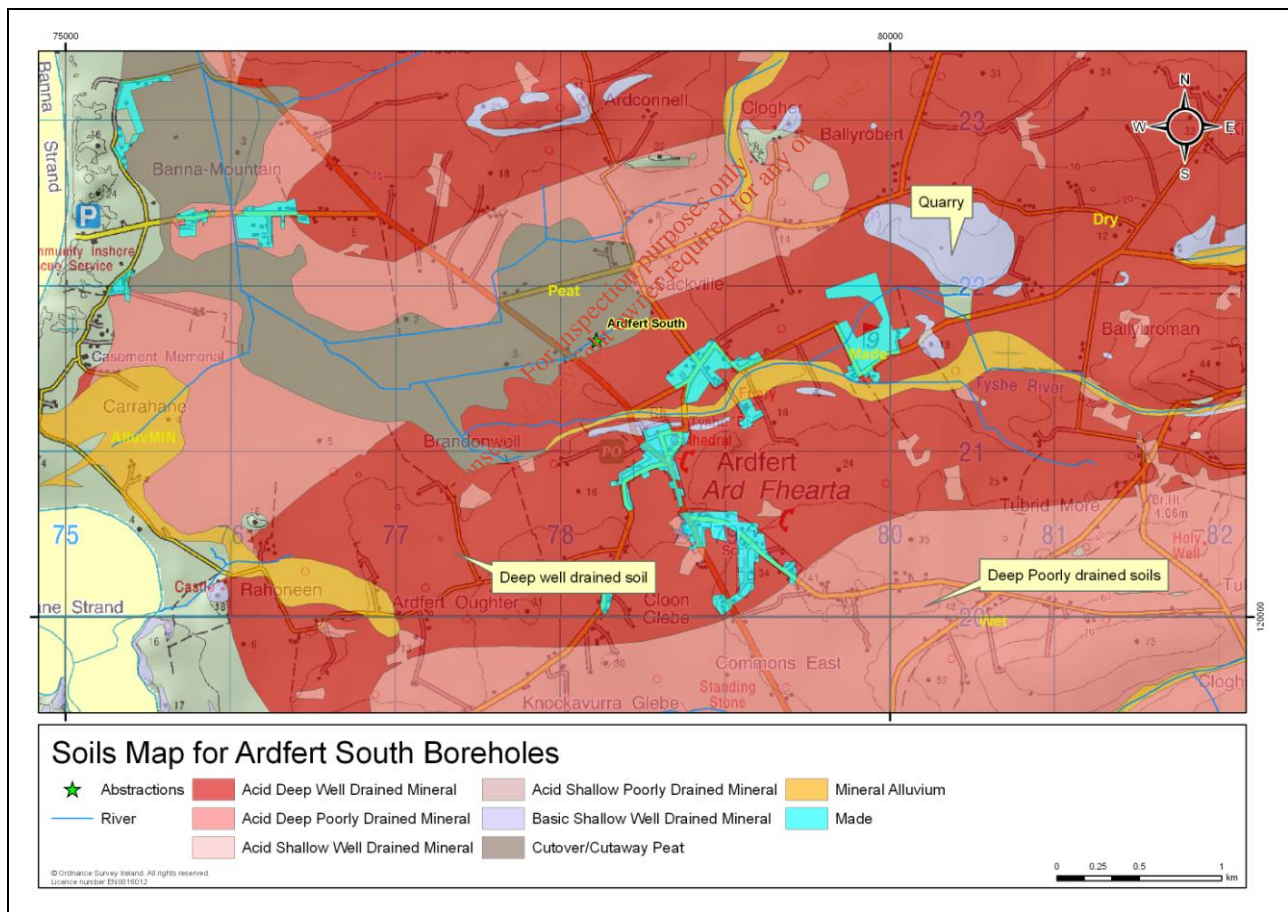 75000
80000
Banna
Strand
Ardconnell
Clogher
Ballyrobert
23
N
W
E
S
Banna-Mountain
P
Quarry
Dry
Rescue Service
Peat
Sackville
22
Ardfert South
For inspection purposes only.
Consent of copyright owner required for any other use.
Casement Memorial
Made
Ballybroman
Tyshe River
Carrahane
AlluvMIN
Brandonwell
PO
Cathedral
21
Ardfert
Ard Fhearta
Tubrid More
Br. Ht.
4.06m
75
76
77
78
80
81
82
Holy
Well
Castle
Rahoneen
Deep well drained soil
Deep Poorly drained soils
Ardfert Oughter
Cloon
Glebe
20
Wet
120000
Commons East
Standing
Stone
Knockavurra Glebe
Soils Map for Ardfert South Boreholes
Abstractions
River
Acid Deep Well Drained Mineral
Acid Deep Poorly Drained Mineral
Acid Shallow Well Drained Mineral
Acid Shallow Poorly Drained Mineral
Basic Shallow Well Drained Mineral
Cutover/Cutaway Peat
Mineral Alluvium
Made
© Ordnance Survey Ireland. All rights reserved.
Licence number EN0016012
0 0.25 0.5 1
km